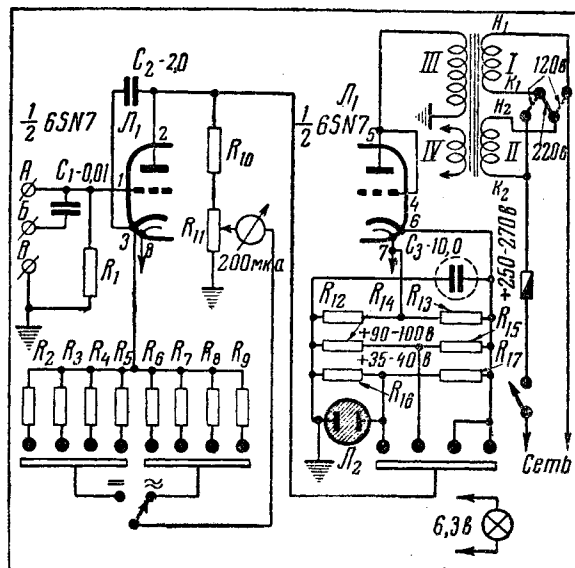 C₂-2,0
½ 6SN7
Л₁
2
C₁-0,01
1
А
Б
В
3
8
R₁
R₁₀
R₁₁
200мка
R₂ R₃ R₄ R₅ R₆ R₇ R₈ R₉
=
≈
Л₁
½ 6SN7
5
4
6
7
C₃-10,0
III
IV
I
II
H₁
K₁
H₂
K₂
120в
220в
+250-270в
R₁₂
R₁₄
R₁₃
+90-100в
R₁₅
+35-40в
R₁₇
R₁₆
Л₂
Сеть
6,3в